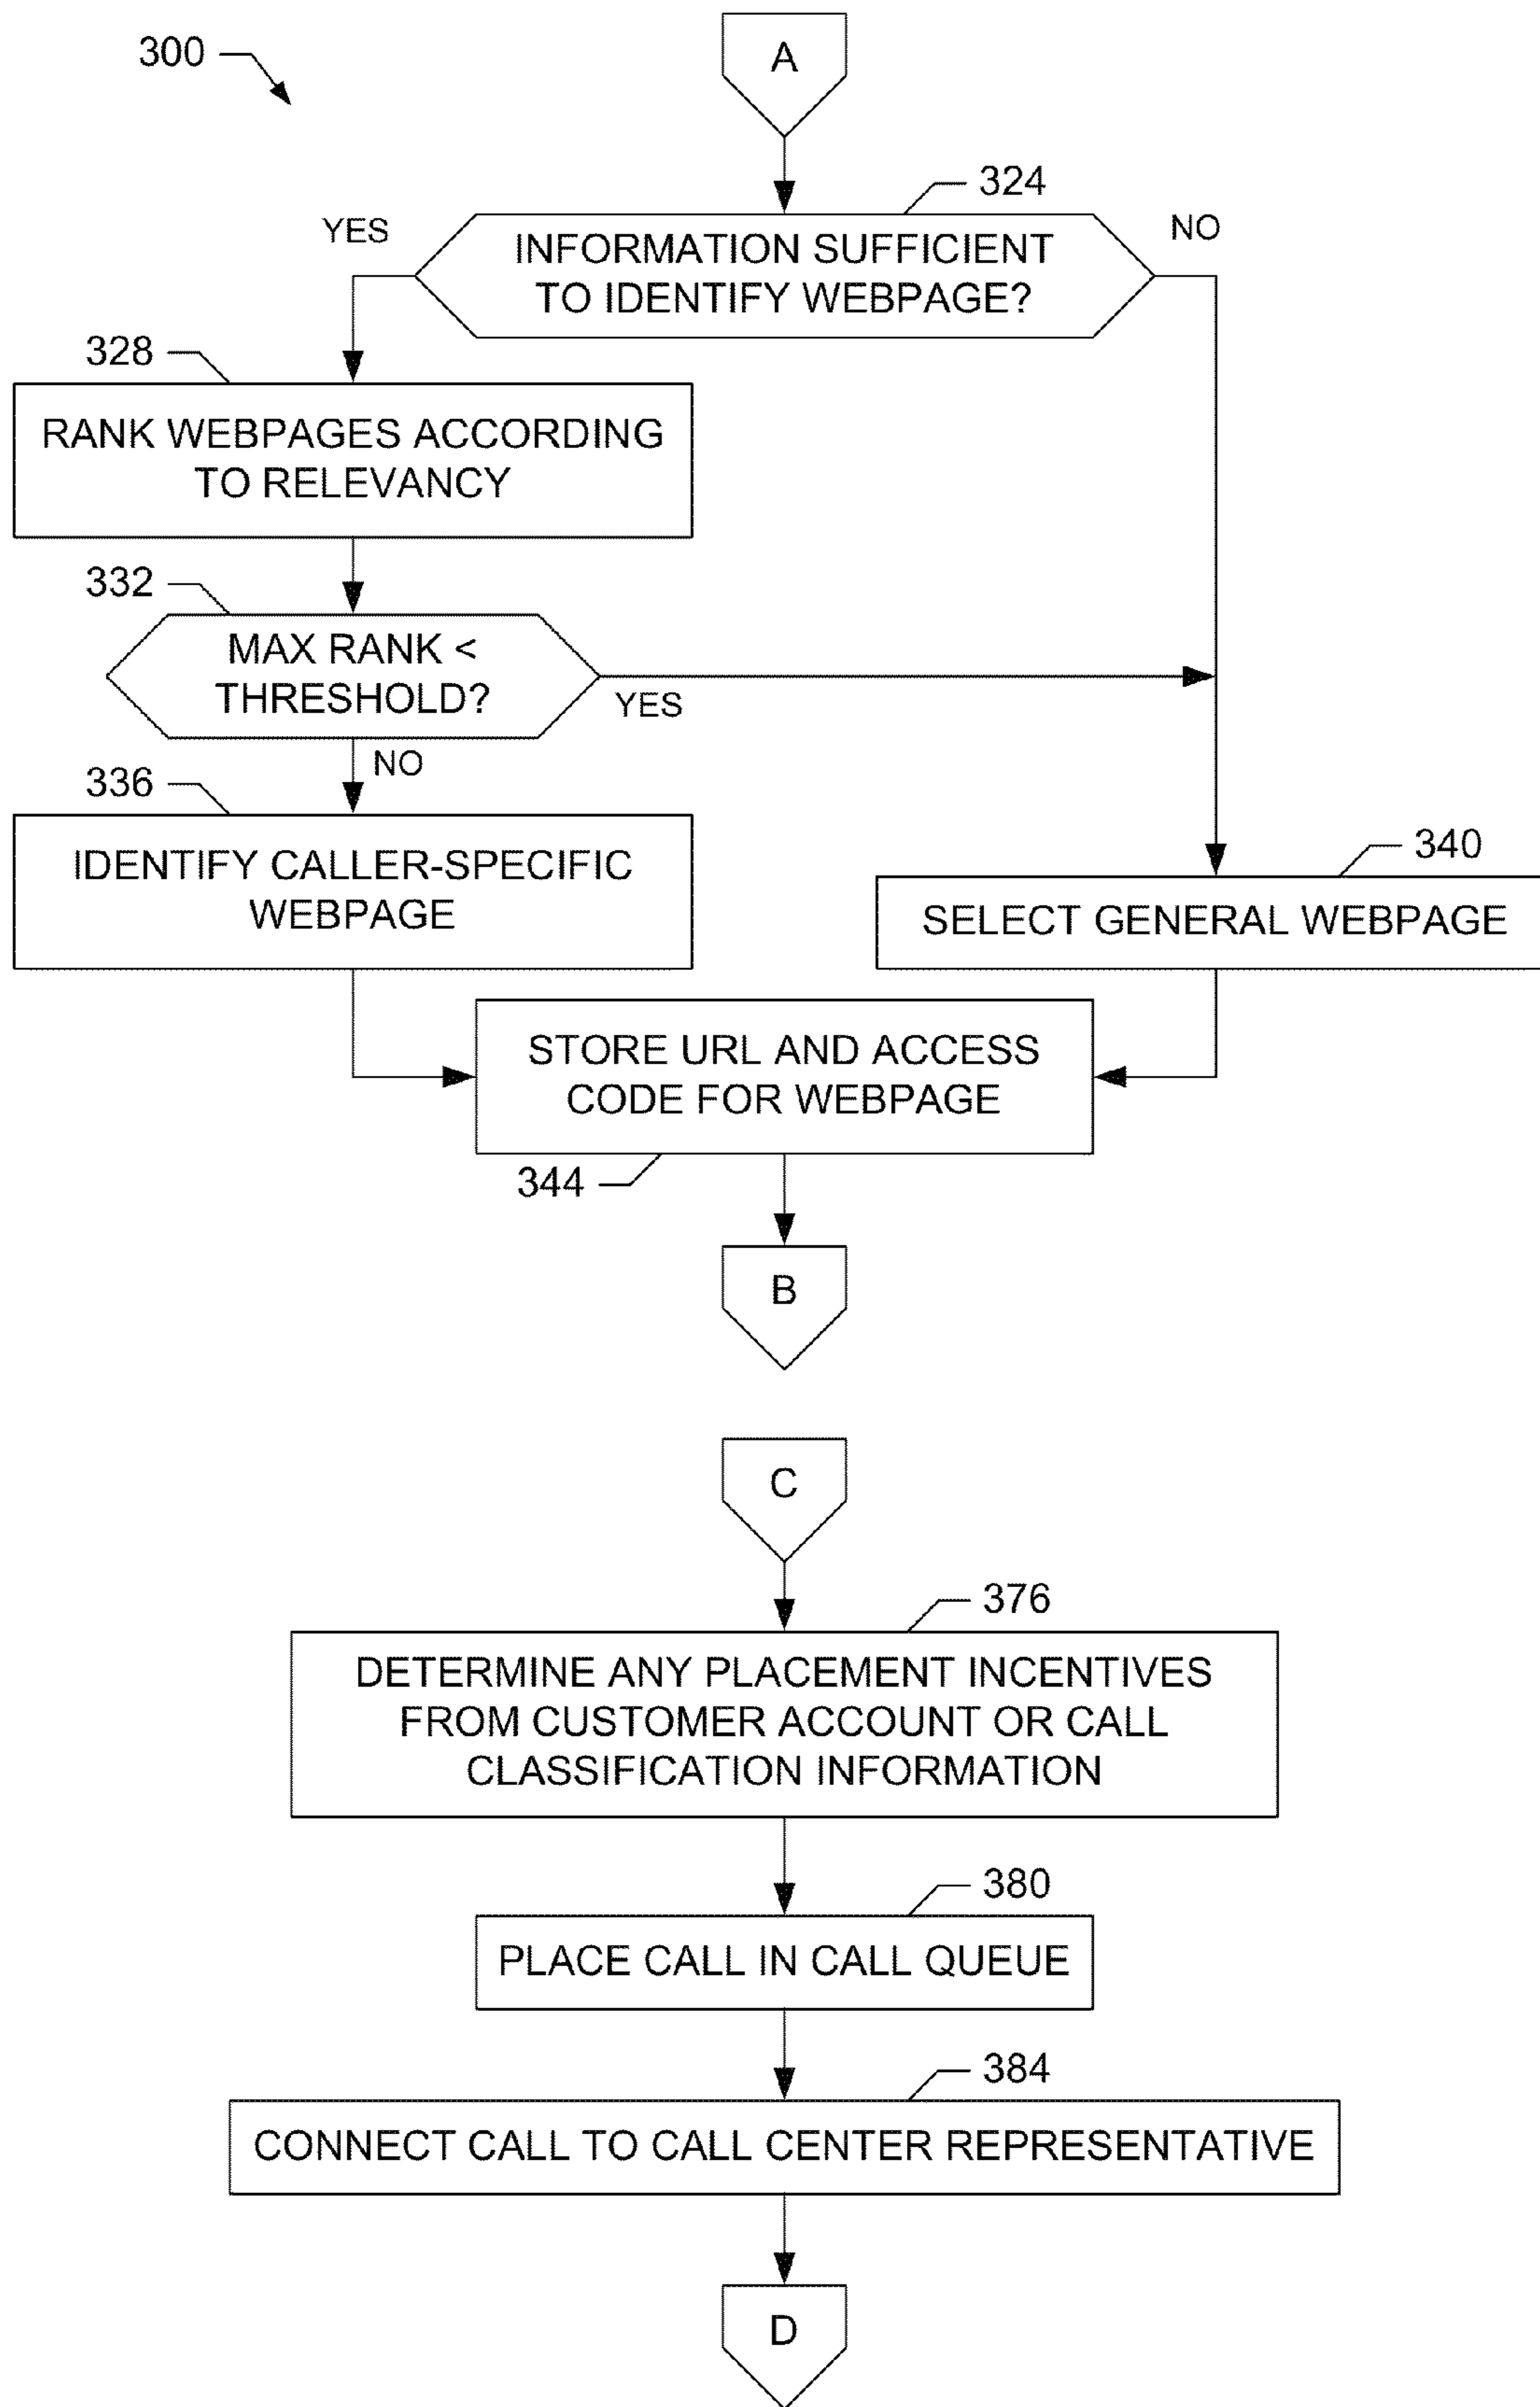 300
A
324
YES
NO
INFORMATION SUFFICIENT
TO IDENTIFY WEBPAGE?
328
RANK WEBPAGES ACCORDING
TO RELEVANCY
332
MAX RANK <
THRESHOLD?
YES
NO
336
IDENTIFY CALLER-SPECIFIC
WEBPAGE
340
SELECT GENERAL WEBPAGE
STORE URL AND ACCESS
CODE FOR WEBPAGE
344
B
C
376
DETERMINE ANY PLACEMENT INCENTIVES
FROM CUSTOMER ACCOUNT OR CALL
CLASSIFICATION INFORMATION
380
PLACE CALL IN CALL QUEUE
384
CONNECT CALL TO CALL CENTER REPRESENTATIVE
D